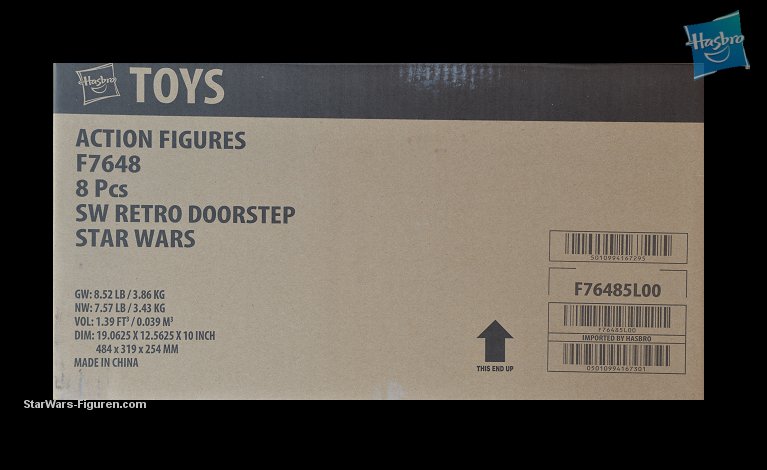 Hasbro
Hasbro TOYS
ACTION FIGURES
F7648
8 Pcs
SW RETRO DOORSTEP
STAR WARS
GW: 8.52 LB / 3.86 KG
NW: 7.57 LB / 3.43 KG
VOL: 1.39 FT³ / 0.039 M³
DIM: 19.0625 X 12.5625 X 10 INCH
484 x 319 x 254 MM
MADE IN CHINA
THIS END UP
5010994167295
F76485L00
F76485L00
IMPORTED BY HASBRO
05010994167301
StarWars-Figuren.com